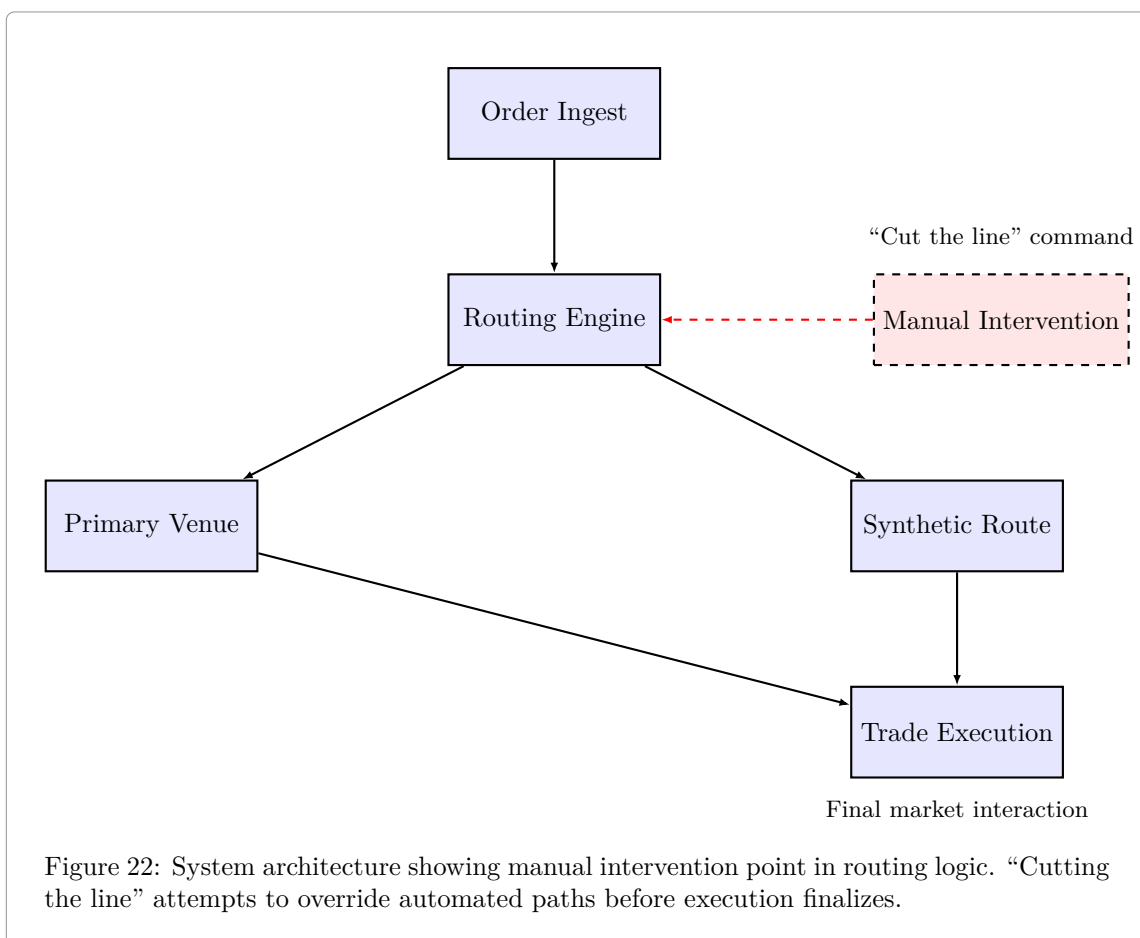 Order Ingest
“Cut the line” command
Routing Engine
Manual Intervention
Primary Venue
Synthetic Route
Trade Execution
Final market interaction
Figure 22: System architecture showing manual intervention point in routing logic. “Cutting
the line” attempts to override automated paths before execution finalizes.